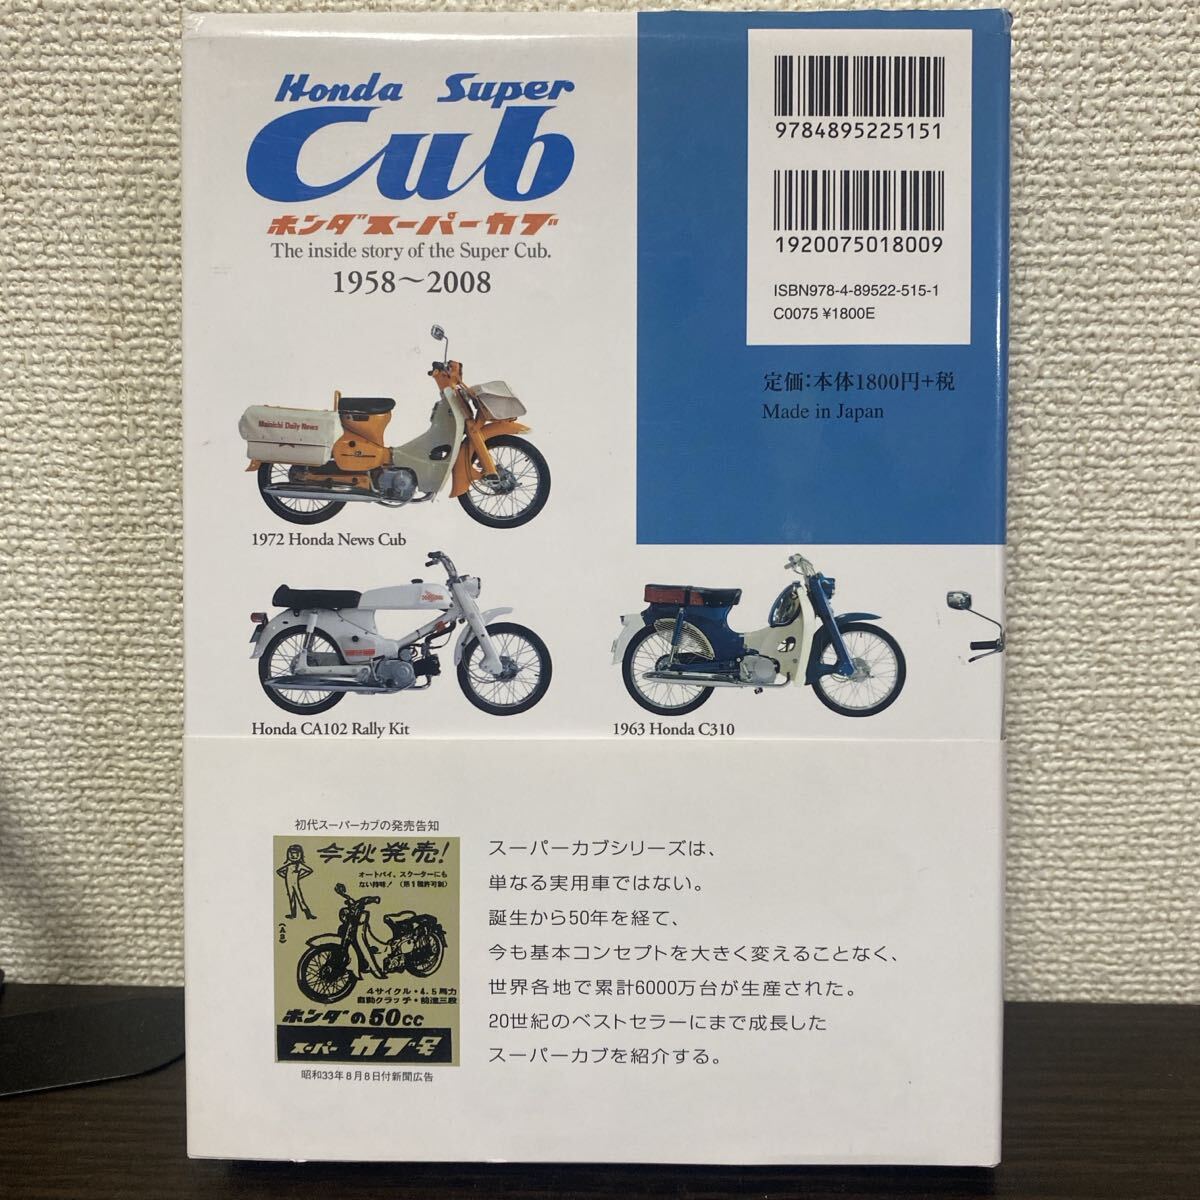 Honda Super
Cub
ホンダスーパーカブ
The inside story of the Super Cub.
1958～2008
9784895225151
1920075018009
ISBN978-4-89522-515-1
C0075 ¥1800E
定価:本体1800円+税
Made in Japan
Mainichi Daily News
1972 Honda News Cub
Honda CA102 Rally Kit
1963 Honda C310
初代スーパーカブの発売告知
今秋発売!
オートバイ、スクーターにも
ない特味! (第1種許可制)
4サイクル・4.5馬力
自動クラッチ・前進三段
ホンダの50cc
スーパーカブ号
昭和33年8月8日付新聞広告
スーパーカブシリーズは、
単なる実用車ではない。
誕生から50年を経て、
今も基本コンセプトを大きく変えることなく、
世界各地で累計6000万台が生産された。
20世紀のベストセラーにまで成長した
スーパーカブを紹介する。